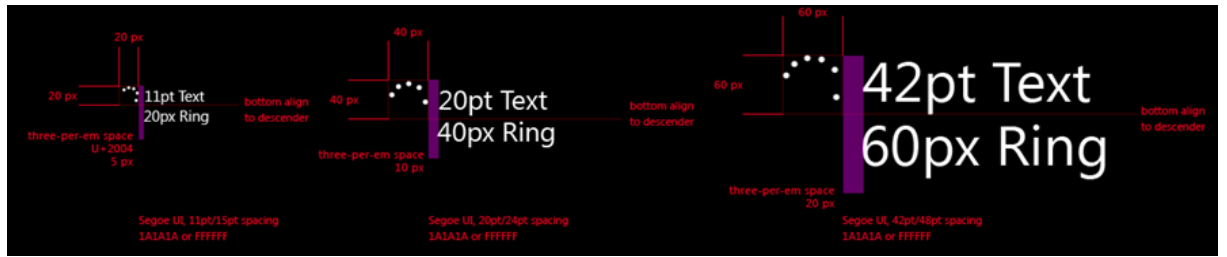 20 px
20 px
11pt Text
20px Ring
bottom align
to descender
three-per-em space
U+2004
5 px
Segoe UI, 11pt/15pt spacing
1A1A1A or FFFFFF
40 px
40 px
20pt Text
40px Ring
bottom align
to descender
three-per-em space
10 px
Segoe UI, 20pt/24pt spacing
1A1A1A or FFFFFF
60 px
60 px
42pt Text
60px Ring
bottom align
to descender
three-per-em space
20 px
Segoe UI, 42pt/48pt spacing
1A1A1A or FFFFFF